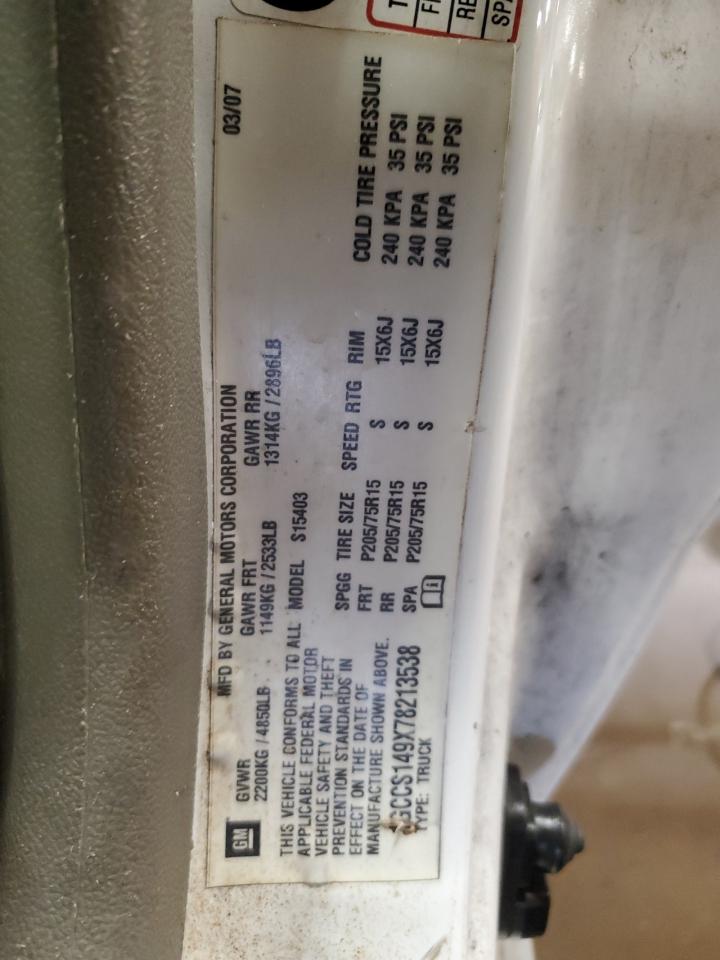 MFD BY GENERAL MOTORS CORPORATION 03/07
GM GVWR GAWR FRT GAWR RR
2200KG / 4850LB 1149KG / 2533LB 1314KG / 2896LB
THIS VEHICLE CONFORMS TO ALL MODEL S15403
APPLICABLE FEDERAL MOTOR
VEHICLE SAFETY AND THEFT
PREVENTION STANDARDS IN
EFFECT ON THE DATE OF
MANUFACTURE SHOWN ABOVE.
GCCS149X78213538
TYPE: TRUCK
SPGG TIRE SIZE SPEED RTG RIM COLD TIRE PRESSURE
FRT P205/75R15 S 15X6J 240 KPA 35 PSI
RR P205/75R15 S 15X6J 240 KPA 35 PSI
SPA P205/75R15 S 15X6J 240 KPA 35 PSI